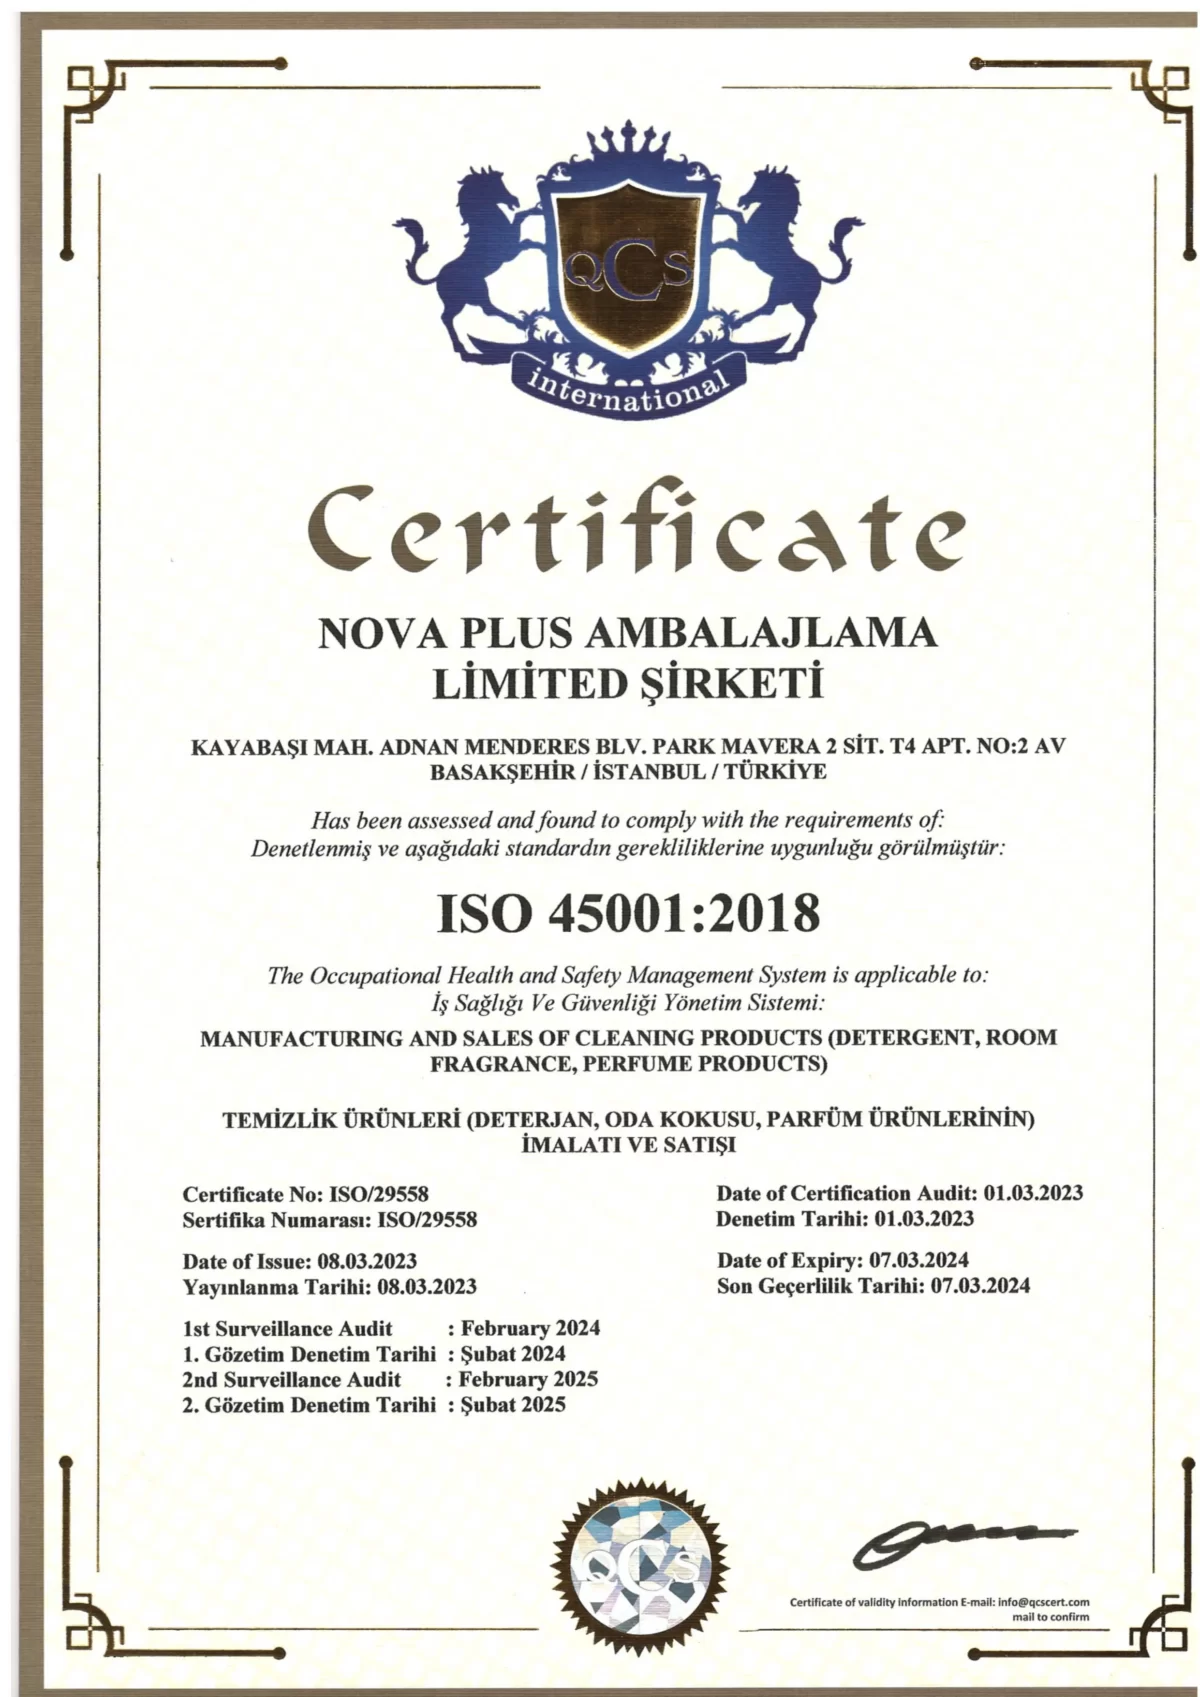 QCS
international
Certificate
NOVA PLUS AMBALAJLAMA
LİMİTED ŞİRKETİ
KAYABAŞI MAH. ADNAN MENDERES BLV. PARK MAVERA 2 SİT. T4 APT. NO:2 AV
BASAKŞEHİR / İSTANBUL / TÜRKİYE
Has been assessed and found to comply with the requirements of:
Denetlenmiş ve aşağıdaki standardın gerekliliklerine uygunluğu görülmüştür:
ISO 45001:2018
The Occupational Health and Safety Management System is applicable to:
İş Sağlığı Ve Güvenliği Yönetim Sistemi:
MANUFACTURING AND SALES OF CLEANING PRODUCTS (DETERGENT, ROOM
FRAGRANCE, PERFUME PRODUCTS)
TEMİZLİK ÜRÜNLERİ (DETERJAN, ODA KOKUSU, PARFÜM ÜRÜNLERİNİN)
İMALATI VE SATIŞI
Certificate No: ISO/29558
Sertifika Numarası: ISO/29558
Date of Certification Audit: 01.03.2023
Denetim Tarihi: 01.03.2023
Date of Issue: 08.03.2023
Yayınlanma Tarihi: 08.03.2023
Date of Expiry: 07.03.2024
Son Geçerlilik Tarihi: 07.03.2024
1st Surveillance Audit : February 2024
1. Gözetim Denetim Tarihi : Şubat 2024
2nd Surveillance Audit : February 2025
2. Gözetim Denetim Tarihi : Şubat 2025
QCS
Certificate of validity information E-mail: info@qcscert.com
mail to confirm